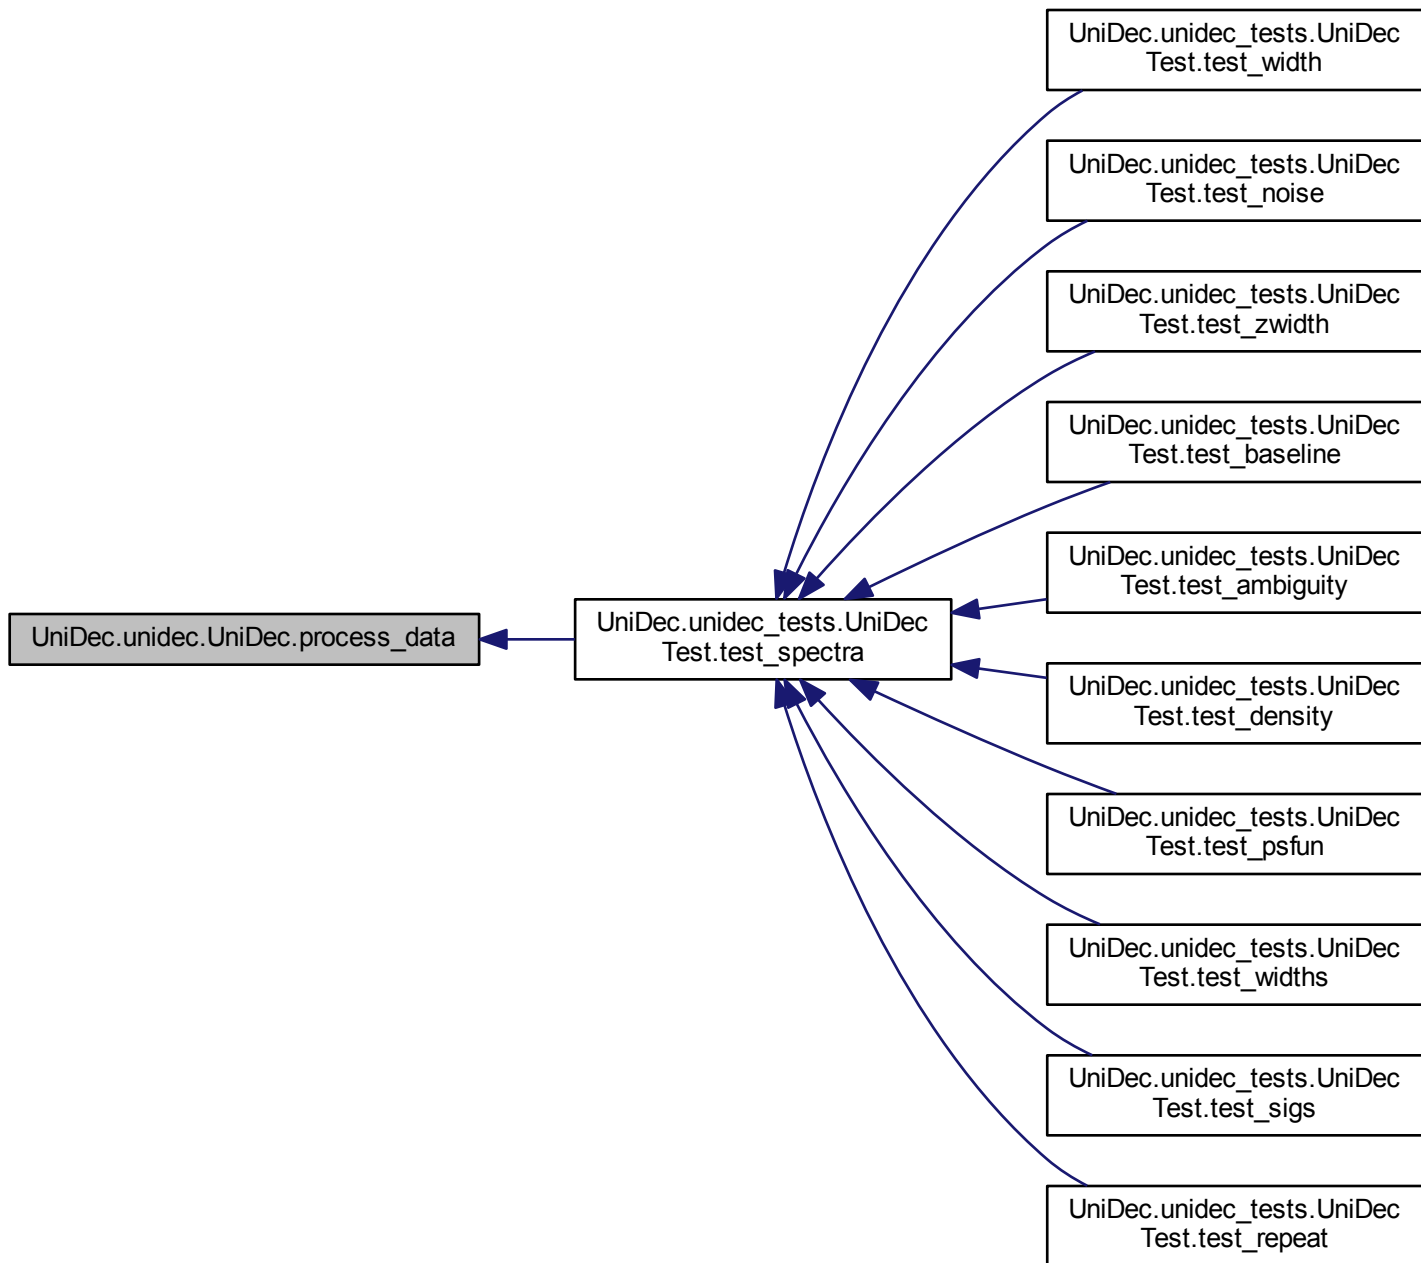 UniDec.unidec_tests.UniDec
Test.test_width
UniDec.unidec_tests.UniDec
Test.test_noise
UniDec.unidec_tests.UniDec
Test.test_zwidth
UniDec.unidec_tests.UniDec
Test.test_baseline
UniDec.unidec_tests.UniDec
Test.test_ambiguity
UniDec.unidec.UniDec.process_data
UniDec.unidec_tests.UniDec
Test.test_spectra
UniDec.unidec_tests.UniDec
Test.test_density
UniDec.unidec_tests.UniDec
Test.test_psfun
UniDec.unidec_tests.UniDec
Test.test_widths
UniDec.unidec_tests.UniDec
Test.test_sigs
UniDec.unidec_tests.UniDec
Test.test_repeat